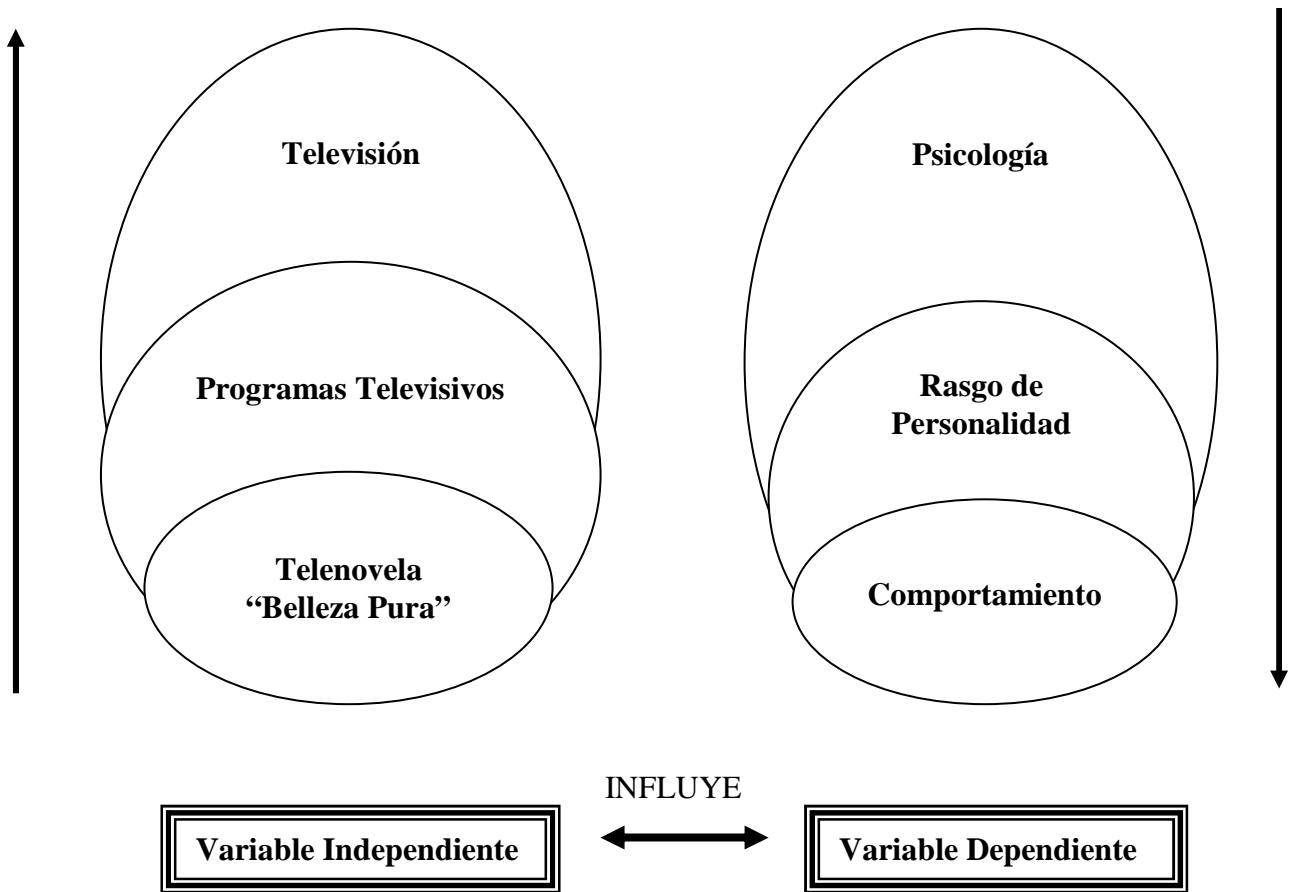 Televisión
Psicología
Programas Televisivos
Rasgo de
Personalidad
Telenovela
“Belleza Pura”
Comportamiento
INFLUYE
Variable Independiente
Variable Dependiente